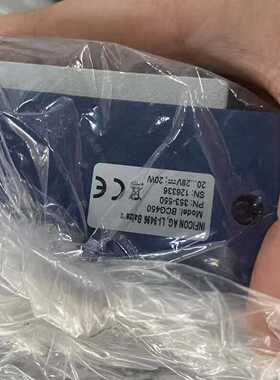 INFICON AG, LI-9496 Balzers
Model: BCG450
PN: 353-550
SN: 126336
20...28V⎓ 20W
CE